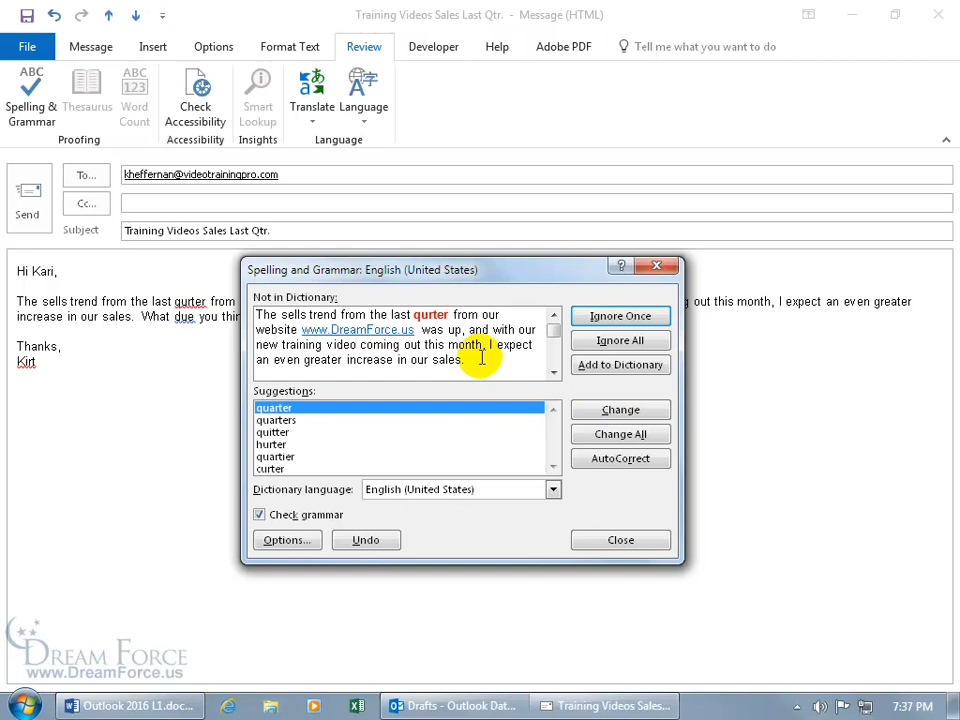 Training Videos Sales Last Qtr. - Message (HTML)
File Message Insert Options Format Text Review Developer Help Adobe PDF Tell me what you want to do
ABC
Spelling & Grammar
Thesaurus
ABC
123
Word Count
Proofing
Check Accessibility
Accessibility
Smart Lookup
Insights
Translate
Language
Language
Send
To...
kheffernan@videotrainingpro.com
Cc...
Subject
Training Videos Sales Last Qtr.
Hi Kari,
The sells trend from the last qurter from
g out this month, I expect an even greater
increase in our sales. What due you thin
Thanks,
Kirt
Spelling and Grammar: English (United States)
Not in Dictionary:
The sells trend from the last qurter from our
website www.DreamForce.us was up, and with our
new training video coming out this month, I expect
an even greater increase in our sales.
Ignore Once
Ignore All
Add to Dictionary
Suggestions:
quarter
quarters
quitter
hurter
quartier
curter
Change
Change All
AutoCorrect
Dictionary language: English (United States)
Check grammar
Options... Undo Close
DREAM FORCE
www.DreamForce.us
Outlook 2016 L1.doc...
Drafts - Outlook Dat...
Training Videos Sales...
7:37 PM